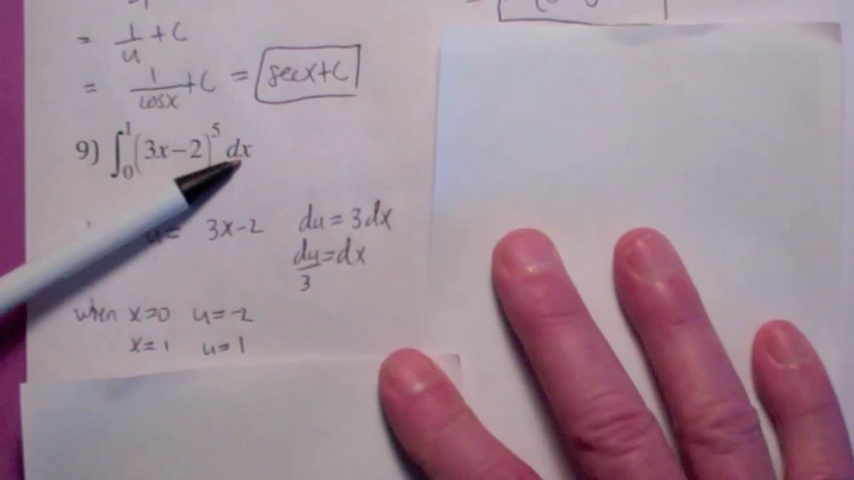 = 1/u + C
= 1/cosx + C = secx + C
9) ∫₀¹ (3x−2)⁵ dx
u = 3x-2 du = 3dx
du/3 = dx
when x=0 u=-2
x=1 u=1